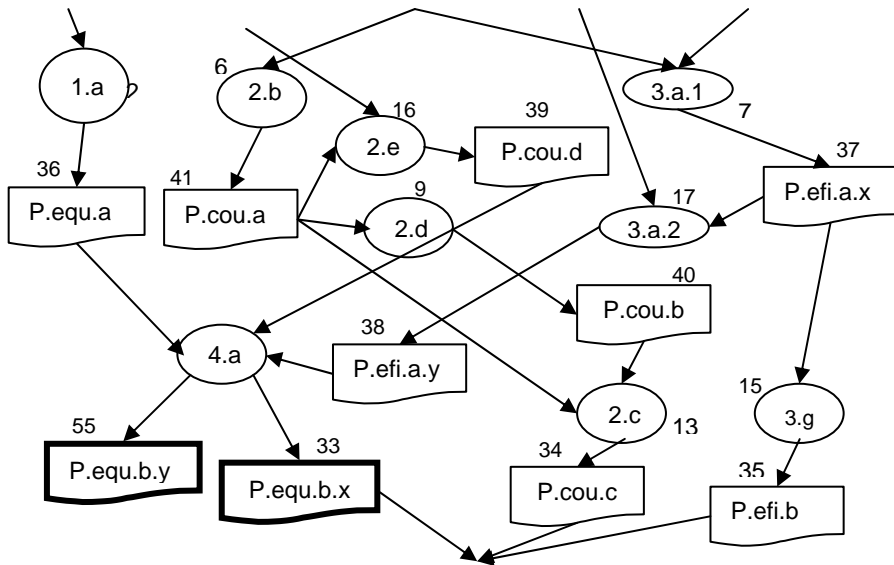 1.a
2
6
2.b
3.a.1
16
2.e
39
P.cou.d
7
36
P.equ.a
41
P.cou.a
9
2.d
17
3.a.2
37
P.efi.a.x
40
P.cou.b
4.a
38
P.efi.a.y
2.c
13
15
3.g
55
P.equ.b.y
33
P.equ.b.x
34
P.cou.c
35
P.efi.b